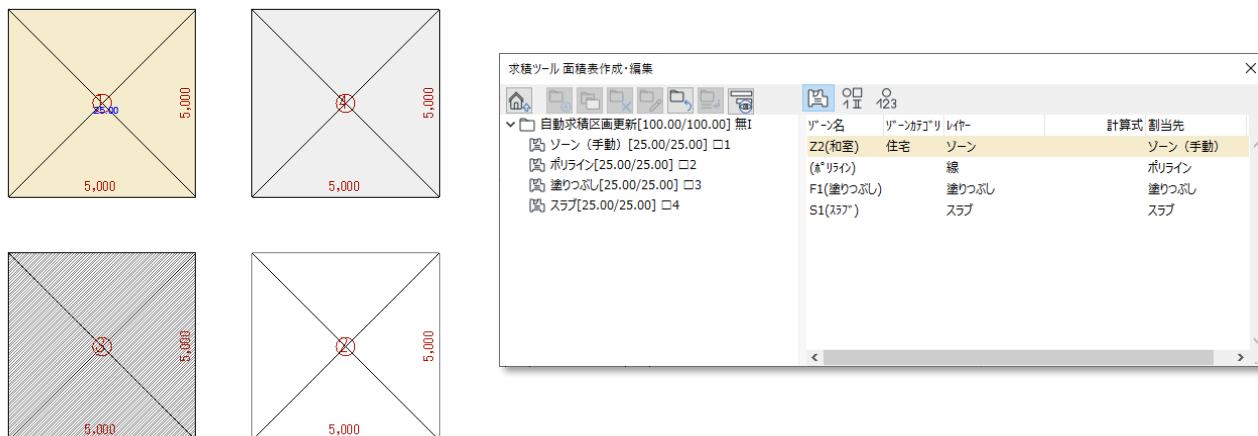 1
25.00
5,000
5,000
4
5,000
5,000
3
5,000
5,000
2
5,000
5,000
求積ツール 面積表作成・編集
自動求積区画更新[100.00/100.00] 無I
ゾーン（手動）[25.00/25.00] □1
ポリライン[25.00/25.00] □2
塗りつぶし[25.00/25.00] □3
スラブ[25.00/25.00] □4
123
ｿﾞｰﾝ名 ｿﾞｰﾝｶﾃｺﾞﾘ ﾚｲﾔｰ 計算式 割当先
Z2(和室) 住宅 ゾーン ゾーン（手動）
(ﾎﾟﾘﾗｲﾝ) 線 ポリライン
F1(塗りつぶし) 塗りつぶし 塗りつぶし
S1(ｽﾗﾌﾞ) スラブ スラブ